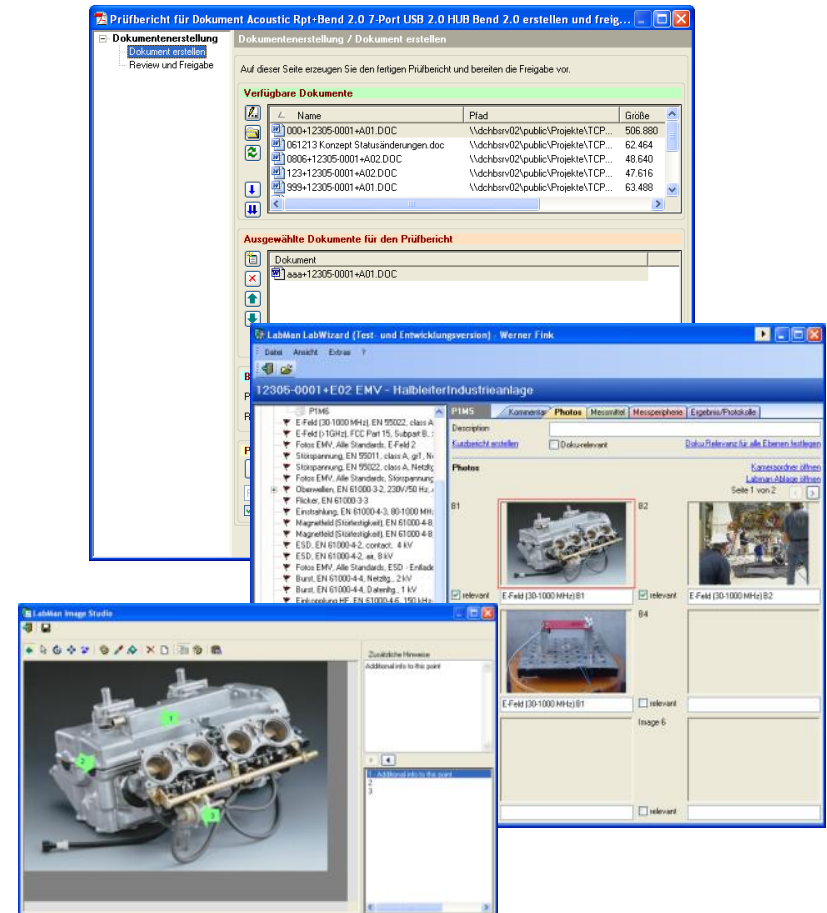 Prüfbericht für Dokument Acoustic Rpt+Bend 2.0 7-Port USB 2.0 HUB Bend 2.0 erstellen und freig...
Dokumentenerstellung
Dokument erstellen
Review und Freigabe
Dokumentenerstellung / Dokument erstellen
Auf dieser Seite erzeugen Sie den fertigen Prüfbericht und bereiten die Freigabe vor.
Verfügbare Dokumente
Name Pfad Größe
000+12305-0001+A01.DOC \\dchbsrv02\public\Projekte\TCP... 506.880
061213 Konzept Statusänderungen.doc \\dchbsrv02\public\Projekte\TCP... 62.464
0806+12305-0001+A02.DOC \\dchbsrv02\public\Projekte\TCP... 48.640
123+12305-0001+A02.DOC \\dchbsrv02\public\Projekte\TCP... 47.616
999+12305-0001+A01.DOC \\dchbsrv02\public\Projekte\TCP... 63.488
Ausgewählte Dokumente für den Prüfbericht
Dokument
aaa+12305-0001+A01.DOC
LabMan LabWizard (Test- und Entwicklungsversion) - Werner Fink
Datei Ansicht Extras ?
12305-0001+E02 EMV - HalbleiterIndustrieanlage
P1M6
E-Feld (30-1000 MHz), EN 55022, class A
E-Feld (>1GHz), FCC Part 15, Subpart B,
Fotos EMV, Alle Standards, E-Feld 2
Störspannung, EN 55011, class A, gr1,
Störspannung, EN 55022, class A, Netzltg
Fotos EMV, Alle Standards, Störspannung
Oberwellen, EN 61000-3-2, 230V/50 Hz,
Flicker, EN 61000-3-3
Einstrahlung, EN 61000-4-3, 80-1000 MHz
Magnetfeld (Störfestigkeit), EN 61000-4-8
Magnetfeld (Störfestigkeit), EN 61000-4-8
ESD, EN 61000-4-2, contact, 4 kV
ESD, EN 61000-4-2, air, 8 kV
Fotos EMV, Alle Standards, ESD - Entlade
Burst, EN 61000-4-4, Netzltg., 2 kV
Burst, EN 61000-4-4, Datenltg., 1 kV
Einkopplung HF, EN 61000-4-6, 150 kHz-
P1M5 Kommentar Photos Messmittel Messperipherie Ergebnis/Protokolle
Description
Kurzbericht erstellen Doku-relevant Doku-Relevanz für alle Ebenen festlegen
Photos Kameraordner öffnen
Labman Ablage öffnen
Seite 1 von 2
B1 B2
relevant E-Feld (30-1000 MHz) B1 relevant E-Feld (30-1000 MHz) B2
B4
E-Feld (30-1000 MHz) B1 relevant
Image 6
relevant
LabMan Image Studio
Zusätzliche Hinweise
Additional info to this point
1 - Additional info to this point
2
3
1
2
3